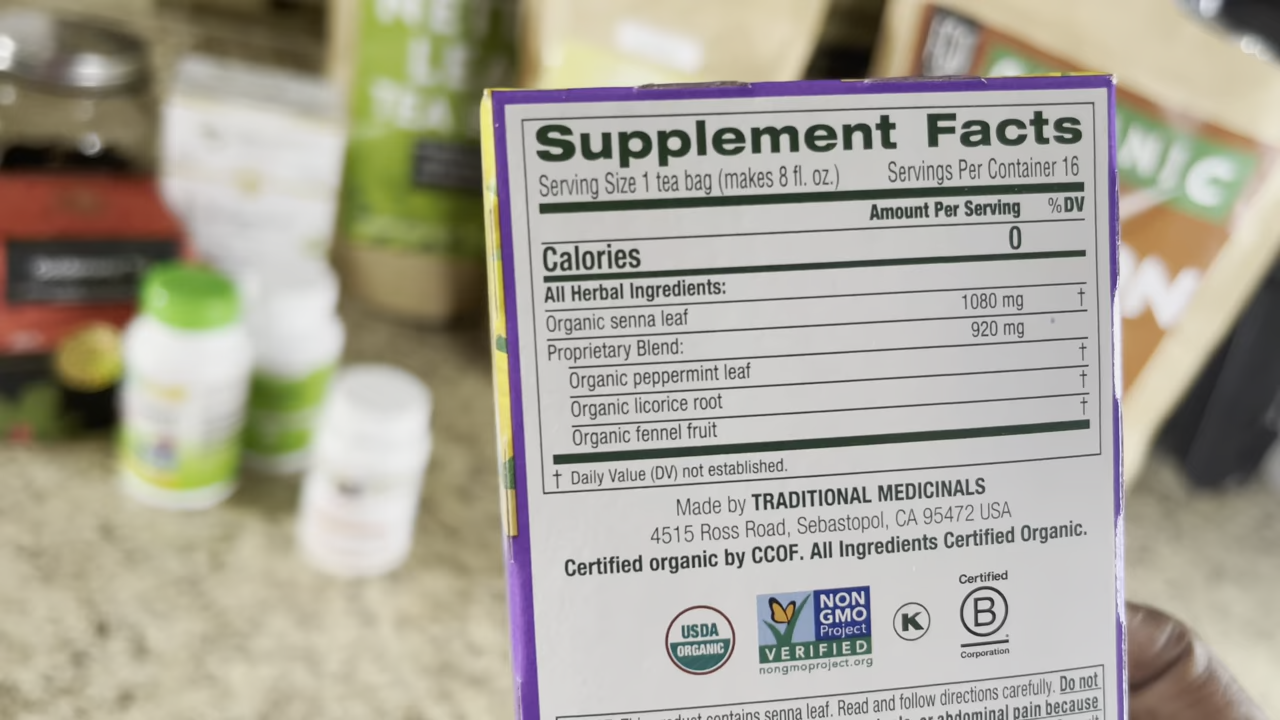 Supplement Facts
Serving Size 1 tea bag (makes 8 fl. oz.) Servings Per Container 16
Amount Per Serving %DV
Calories 0
All Herbal Ingredients:
Organic senna leaf 1080 mg †
Proprietary Blend: 920 mg
Organic peppermint leaf †
Organic licorice root †
Organic fennel fruit †
† Daily Value (DV) not established.
Made by TRADITIONAL MEDICINALS
4515 Ross Road, Sebastopol, CA 95472 USA
Certified organic by CCOF. All Ingredients Certified Organic.
USDA
ORGANIC
NON
GMO
Project
VERIFIED
nongmoproject.org
K
Certified
B
Corporation
This product contains senna leaf. Read and follow directions carefully. Do not
or abdominal pain because
TEA
NIC